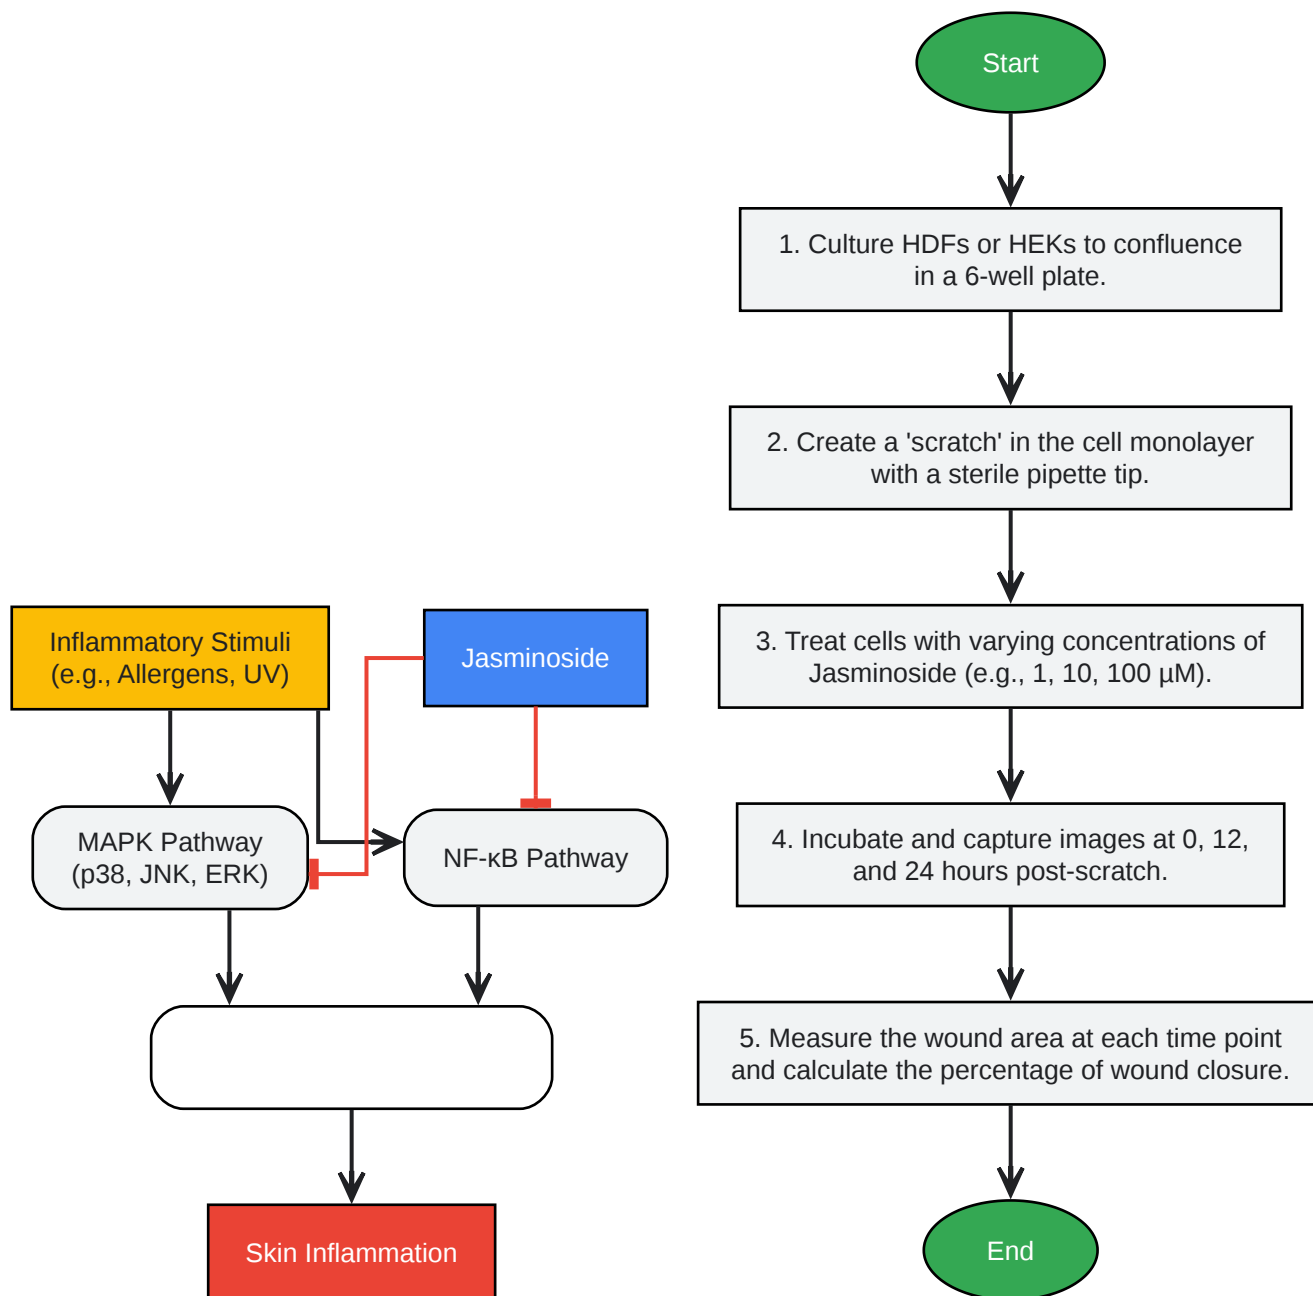 Start
1. Culture HDFs or HEKs to confluence
in a 6-well plate.
2. Create a 'scratch' in the cell monolayer
with a sterile pipette tip.
3. Treat cells with varying concentrations of
Jasminoside (e.g., 1, 10, 100 µM).
4. Incubate and capture images at 0, 12,
and 24 hours post-scratch.
5. Measure the wound area at each time point
and calculate the percentage of wound closure.
End
Inflammatory Stimuli
(e.g., Allergens, UV)
Jasminoside
MAPK Pathway
(p38, JNK, ERK)
NF-κB Pathway
Skin Inflammation